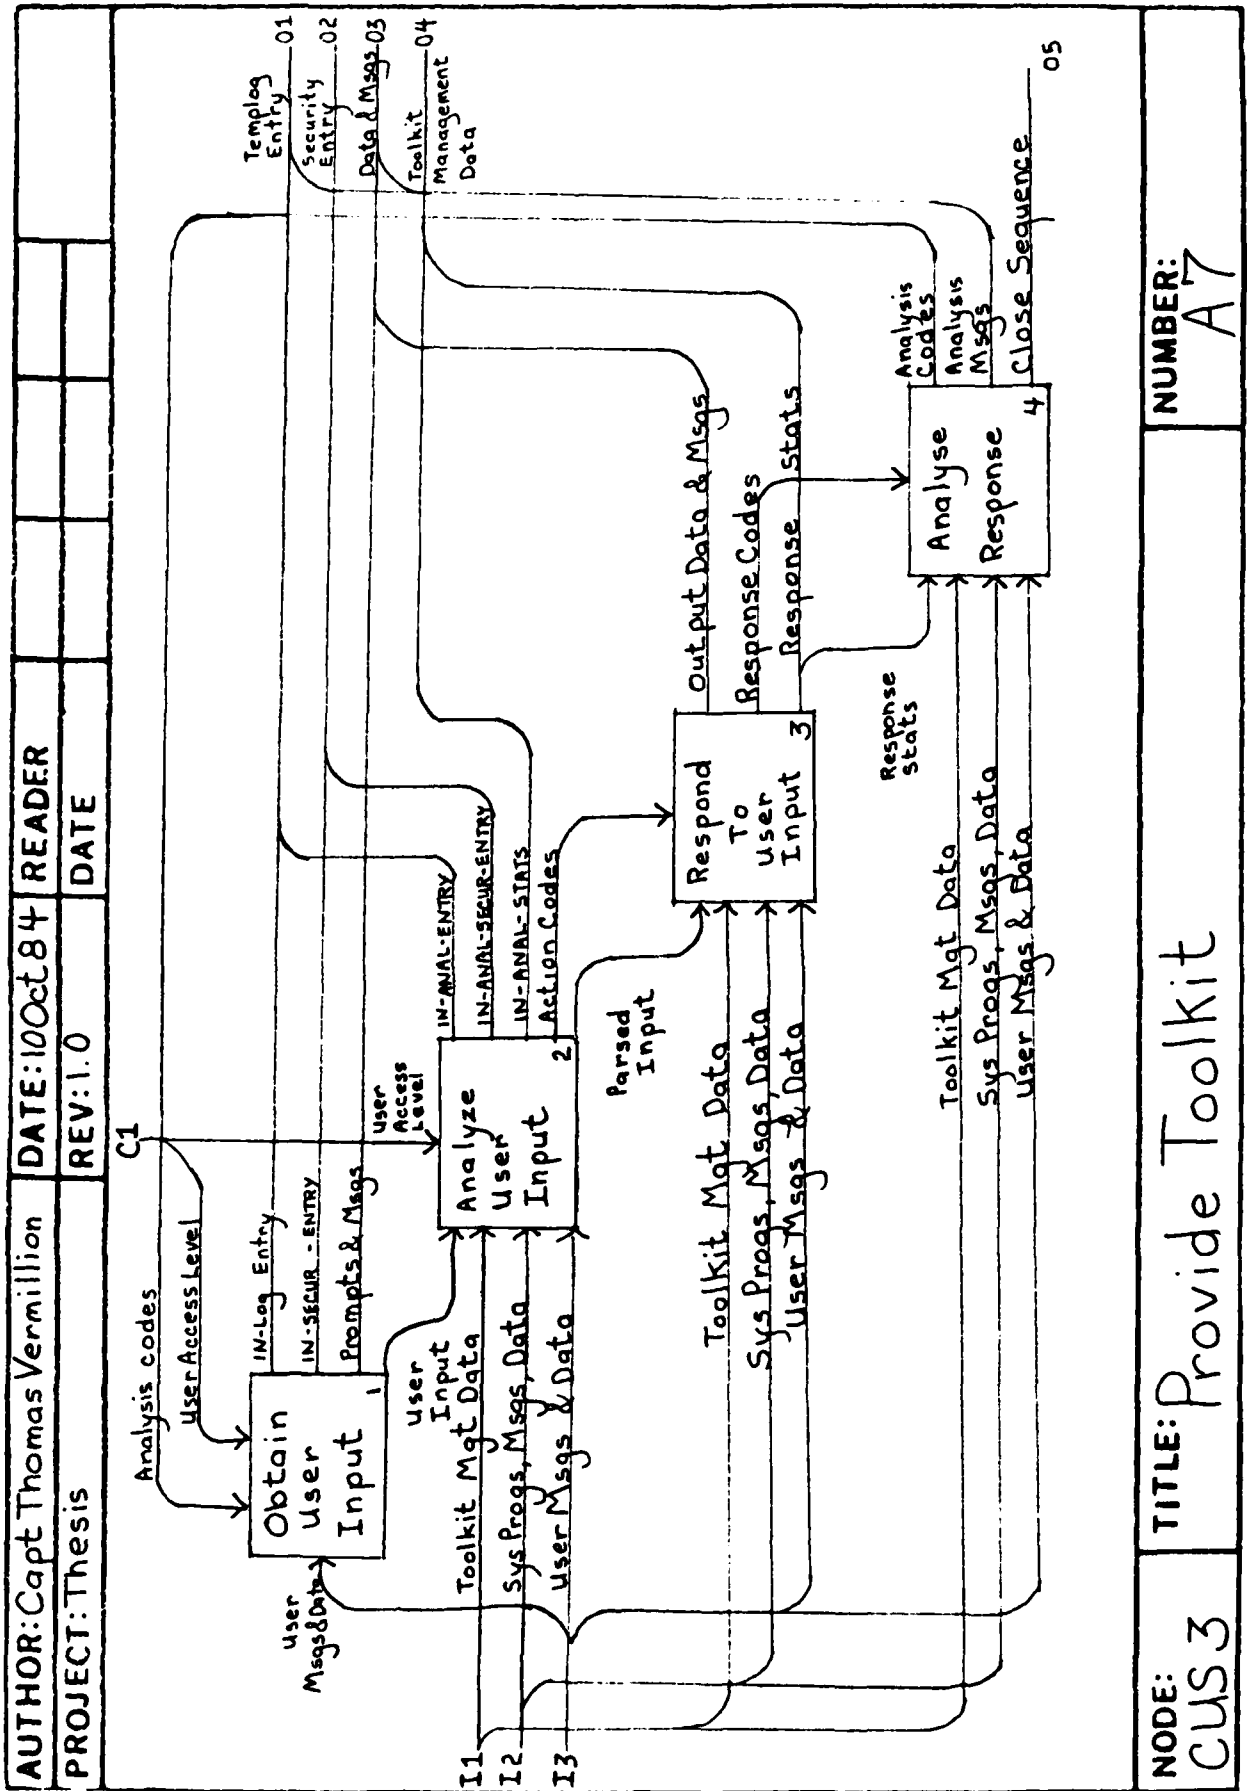 AUTHOR: Capt Thomas Vermillion
DATE: 10 Oct 84
READER
PROJECT: Thesis
REV: 1.0
DATE
C1
Analysis codes
User Access Level
Templog
Entry
01
Security
Entry
02
Data & Msgs
03
Toolkit
Management
Data
04
User
Msgs & Data
Obtain
User
Input
1
IN-Log Entry
IN-SECUR-ENTRY
Prompts & Msgs
User
Access
Level
User
Input
I1
Toolkit Mgt Data
I2
Sys Progs, Msgs, Data
I3
User Msgs & Data
Analyze
User
Input
2
IN-ANAL-ENTRY
IN-ANAL-SECUR-ENTRY
IN-ANAL-STATS
Action Codes
Parsed
Input
Toolkit Mgt Data
Sys Progs, Msgs, Data
User Msgs & Data
Respond
To
User
Input
3
Output Data & Msgs
Response Codes
Response Stats
Response
Stats
Toolkit Mgt Data
Sys Progs, Msgs, Data
User Msgs & Data
Analyse
Response
4
Analysis
Codes
Analysis
Msgs
Close Sequence
05
NODE:
CUS 3
TITLE: Provide Toolkit
NUMBER:
A7